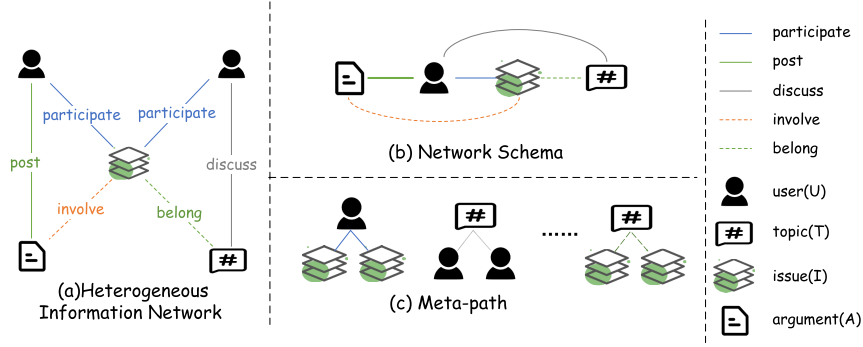 participate
participate
post
discuss
involve
belong
(a)Heterogeneous
Information Network
(b) Network Schema
......
(c) Meta-path
participate
post
discuss
involve
belong
user(U)
topic(T)
issue(I)
argument(A)